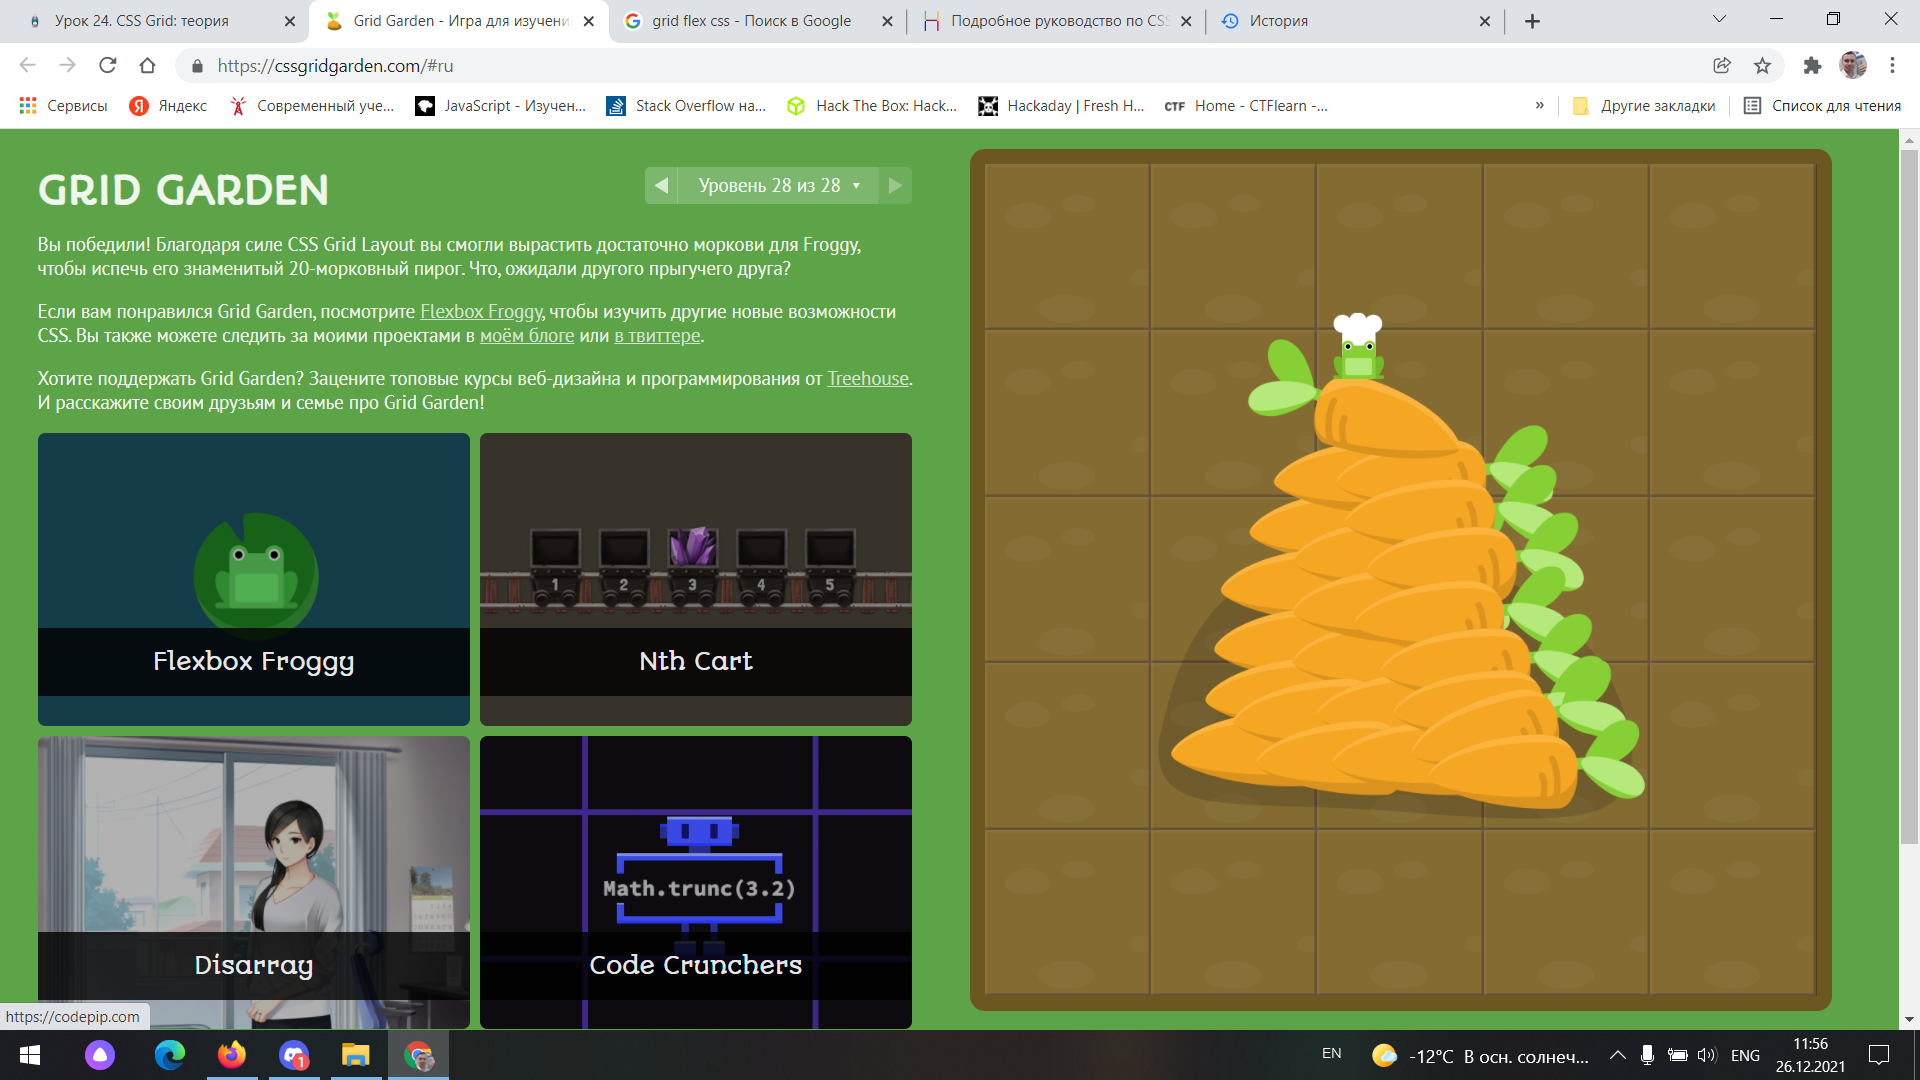 Урок 24. CSS Grid: теория
Grid Garden - Игра для изучени
grid flex css - Поиск в Google
Подробное руководство по CSS
История
https://cssgridgarden.com/#ru
Сервисы
Яндекс
Современный уче...
JavaScript - Изучен...
Stack Overflow на...
Hack The Box: Hack...
Hackaday | Fresh H...
CTF Home - CTFlearn -...
»
Другие закладки
Список для чтения
GRID GARDEN
Уровень 28 из 28
Вы победили! Благодаря силе CSS Grid Layout вы смогли вырастить достаточно моркови для Froggy,
чтобы испечь его знаменитый 20-морковный пирог. Что, ожидали другого прыгучего друга?
Если вам понравился Grid Garden, посмотрите Flexbox Froggy, чтобы изучить другие новые возможности
CSS. Вы также можете следить за моими проектами в моём блоге или в твиттере.
Хотите поддержать Grid Garden? Зацените топовые курсы веб-дизайна и программирования от Treehouse.
И расскажите своим друзьям и семье про Grid Garden!
Flexbox Froggy
1 2 3 4 5
Nth Cart
Disarray
Math.trunc(3.2)
Code Crunchers
https://codepip.com
1
EN
-12°C В осн. солнеч...
ENG
11:56
26.12.2021